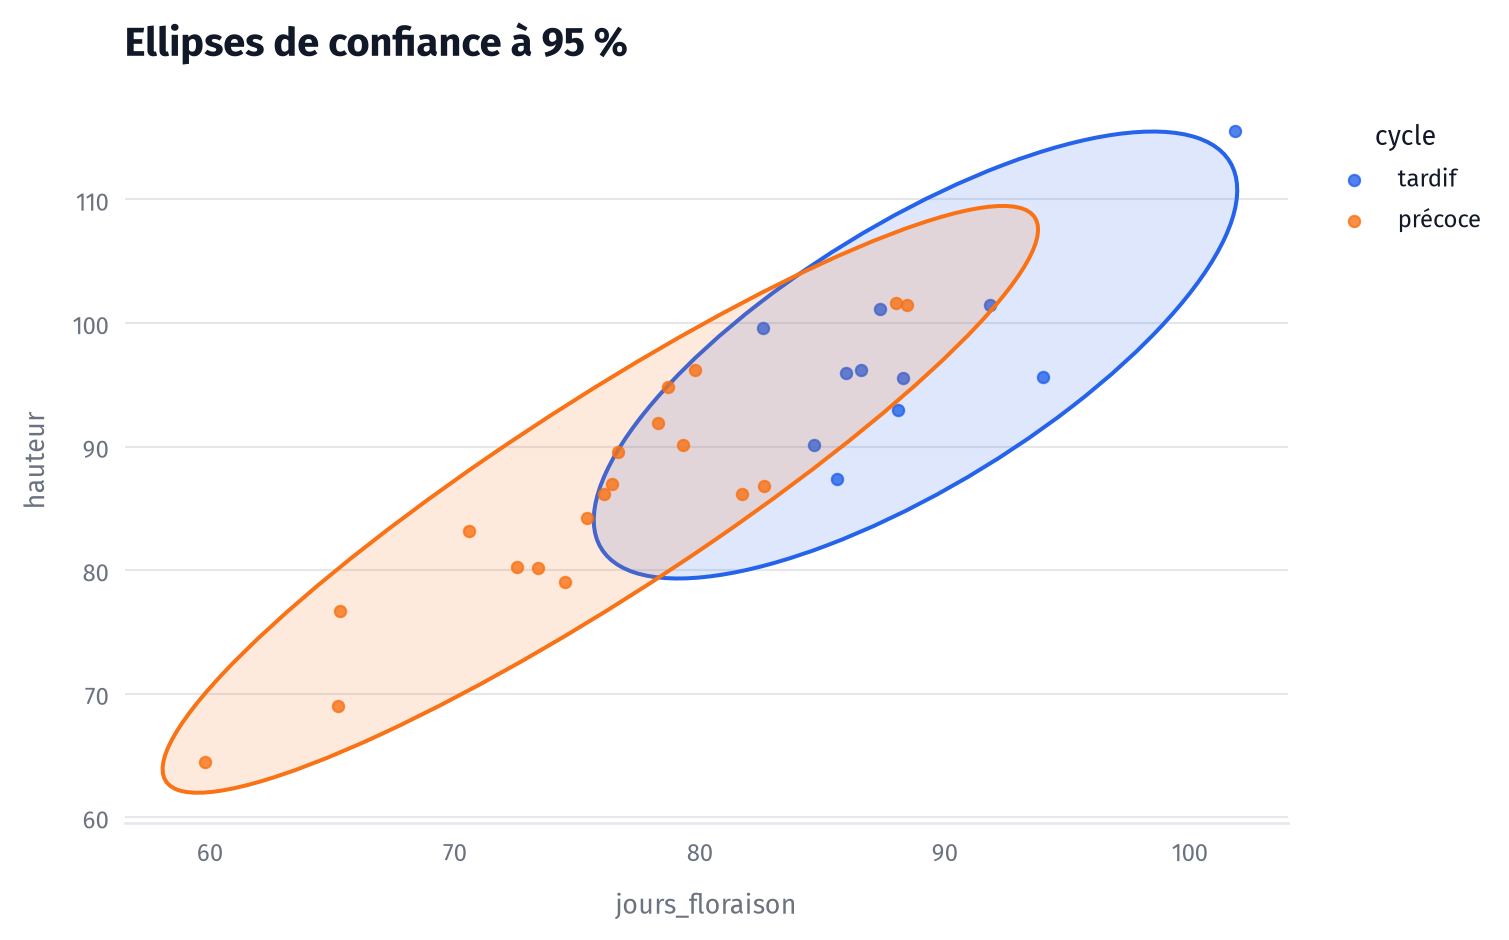 Ellipses de confiance à 95 %
cycle
tardif
précoce
hauteur
110
100
90
80
70
60
60 70 80 90 100
jours_floraison